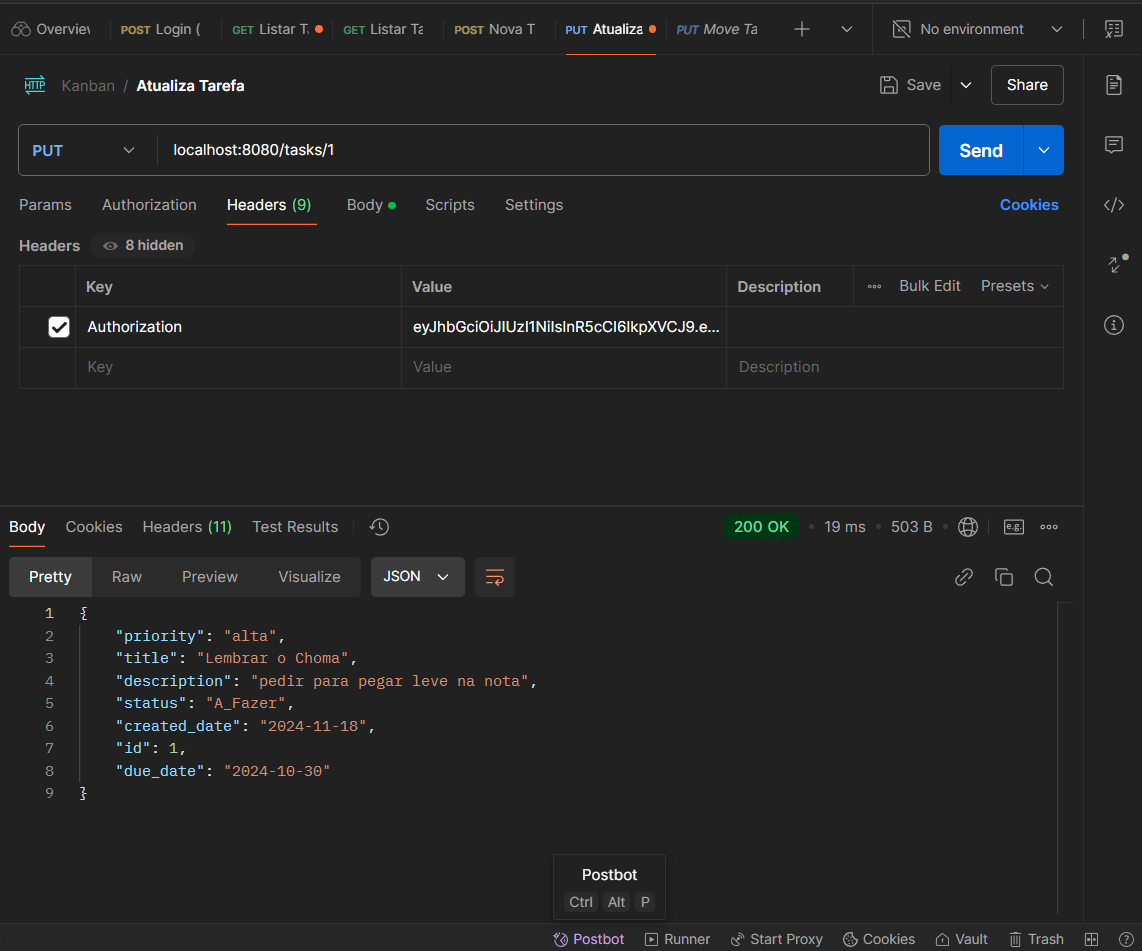 Overview POST Login ( GET Listar T. GET Listar Ta POST Nova T PUT Atualiza PUT Move Ta No environment
HTTP Kanban / Atualiza Tarefa Save Share
PUT localhost:8080/tasks/1 Send
Params Authorization Headers (9) Body Scripts Settings Cookies
Headers 8 hidden
Key Value Description Bulk Edit Presets
Authorization eyJhbGciOiJIUzI1NiIsInR5cCI6IkpXVCJ9.e...
Key Value Description
Body Cookies Headers (11) Test Results 200 OK 19 ms 503 B e.g.
Pretty Raw Preview Visualize JSON
1 {
2 "priority": "alta",
3 "title": "Lembrar o Choma",
4 "description": "pedir para pegar leve na nota",
5 "status": "A_Fazer",
6 "created_date": "2024-11-18",
7 "id": 1,
8 "due_date": "2024-10-30"
9 }
Postbot
Ctrl Alt P
Postbot Runner Start Proxy Cookies Vault Trash